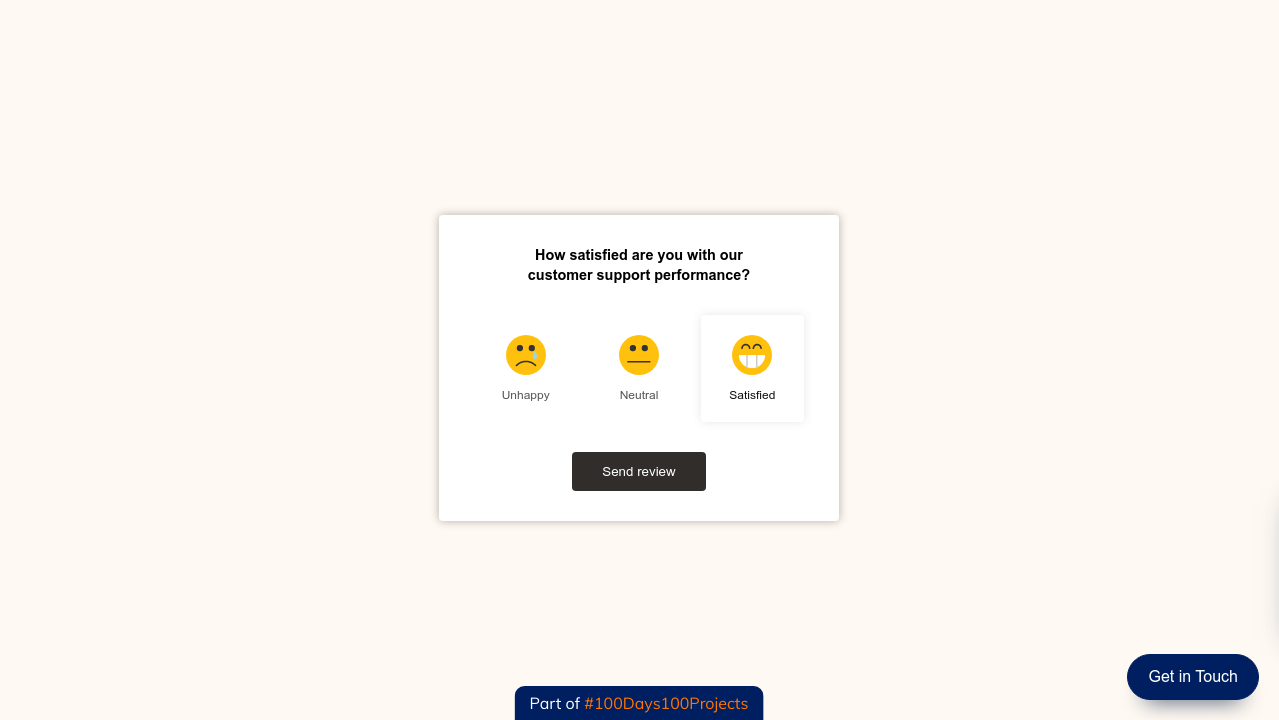 How satisfied are you with our
customer support performance?
Unhappy
Neutral
Satisfied
Send review
Get in Touch
Part of #100Days100Projects